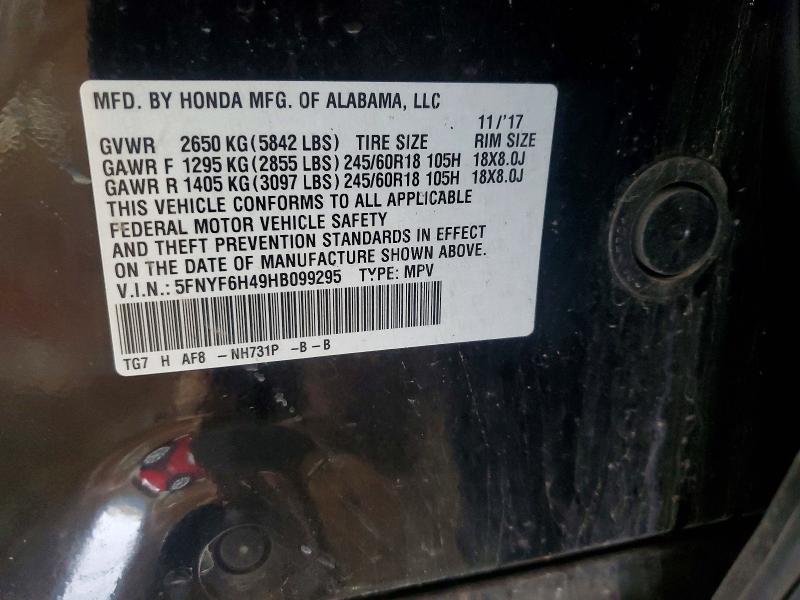 MFD. BY HONDA MFG. OF ALABAMA, LLC
11/'17
GVWR 2650 KG(5842 LBS) TIRE SIZE RIM SIZE
GAWR F 1295 KG(2855 LBS) 245/60R18 105H 18X8.0J
GAWR R 1405 KG(3097 LBS) 245/60R18 105H 18X8.0J
THIS VEHICLE CONFORMS TO ALL APPLICABLE
FEDERAL MOTOR VEHICLE SAFETY
AND THEFT PREVENTION STANDARDS IN EFFECT
ON THE DATE OF MANUFACTURE SHOWN ABOVE.
V.I.N.: 5FNYF6H49HB099295 TYPE: MPV
TG7 H AF8 -NH731P -B-B